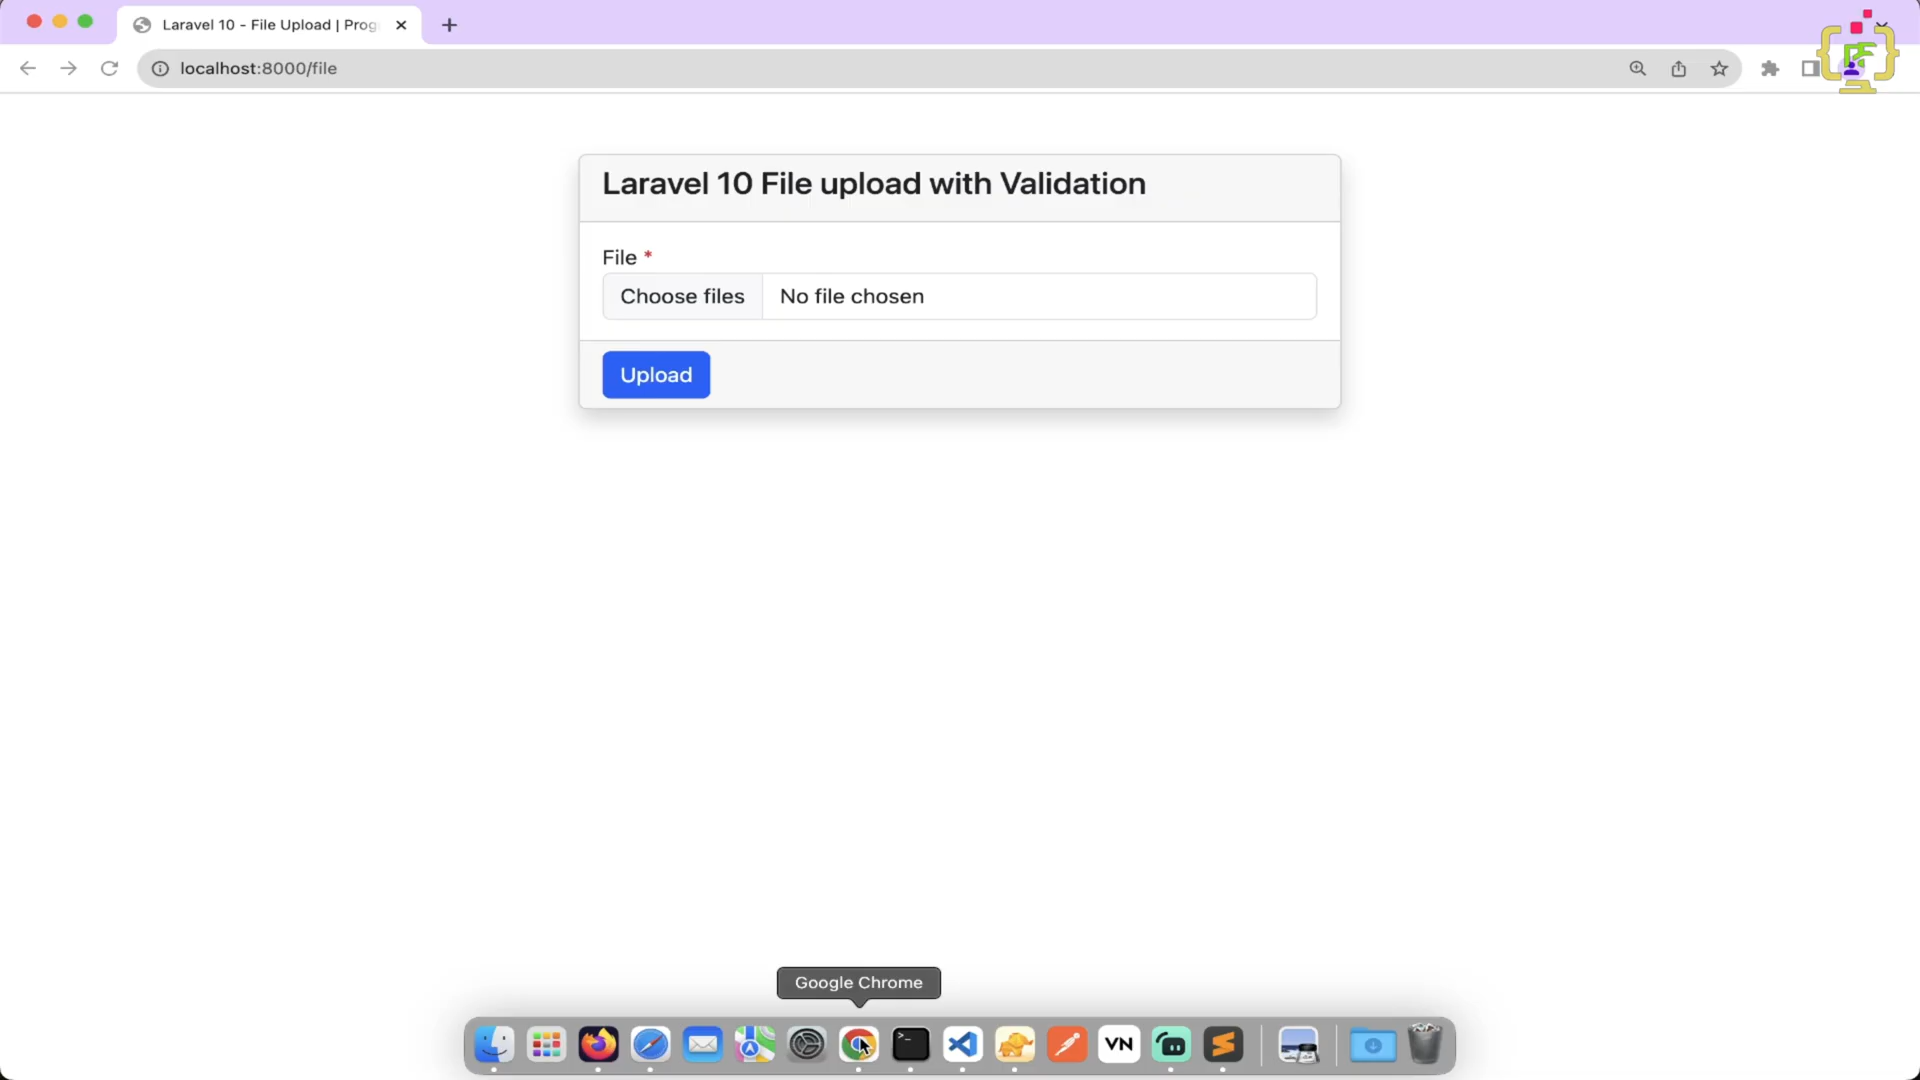 Laravel 10 - File Upload | Prog
localhost:8000/file
Laravel 10 File upload with Validation
File *
Choose files
No file chosen
Upload
Google Chrome
VN